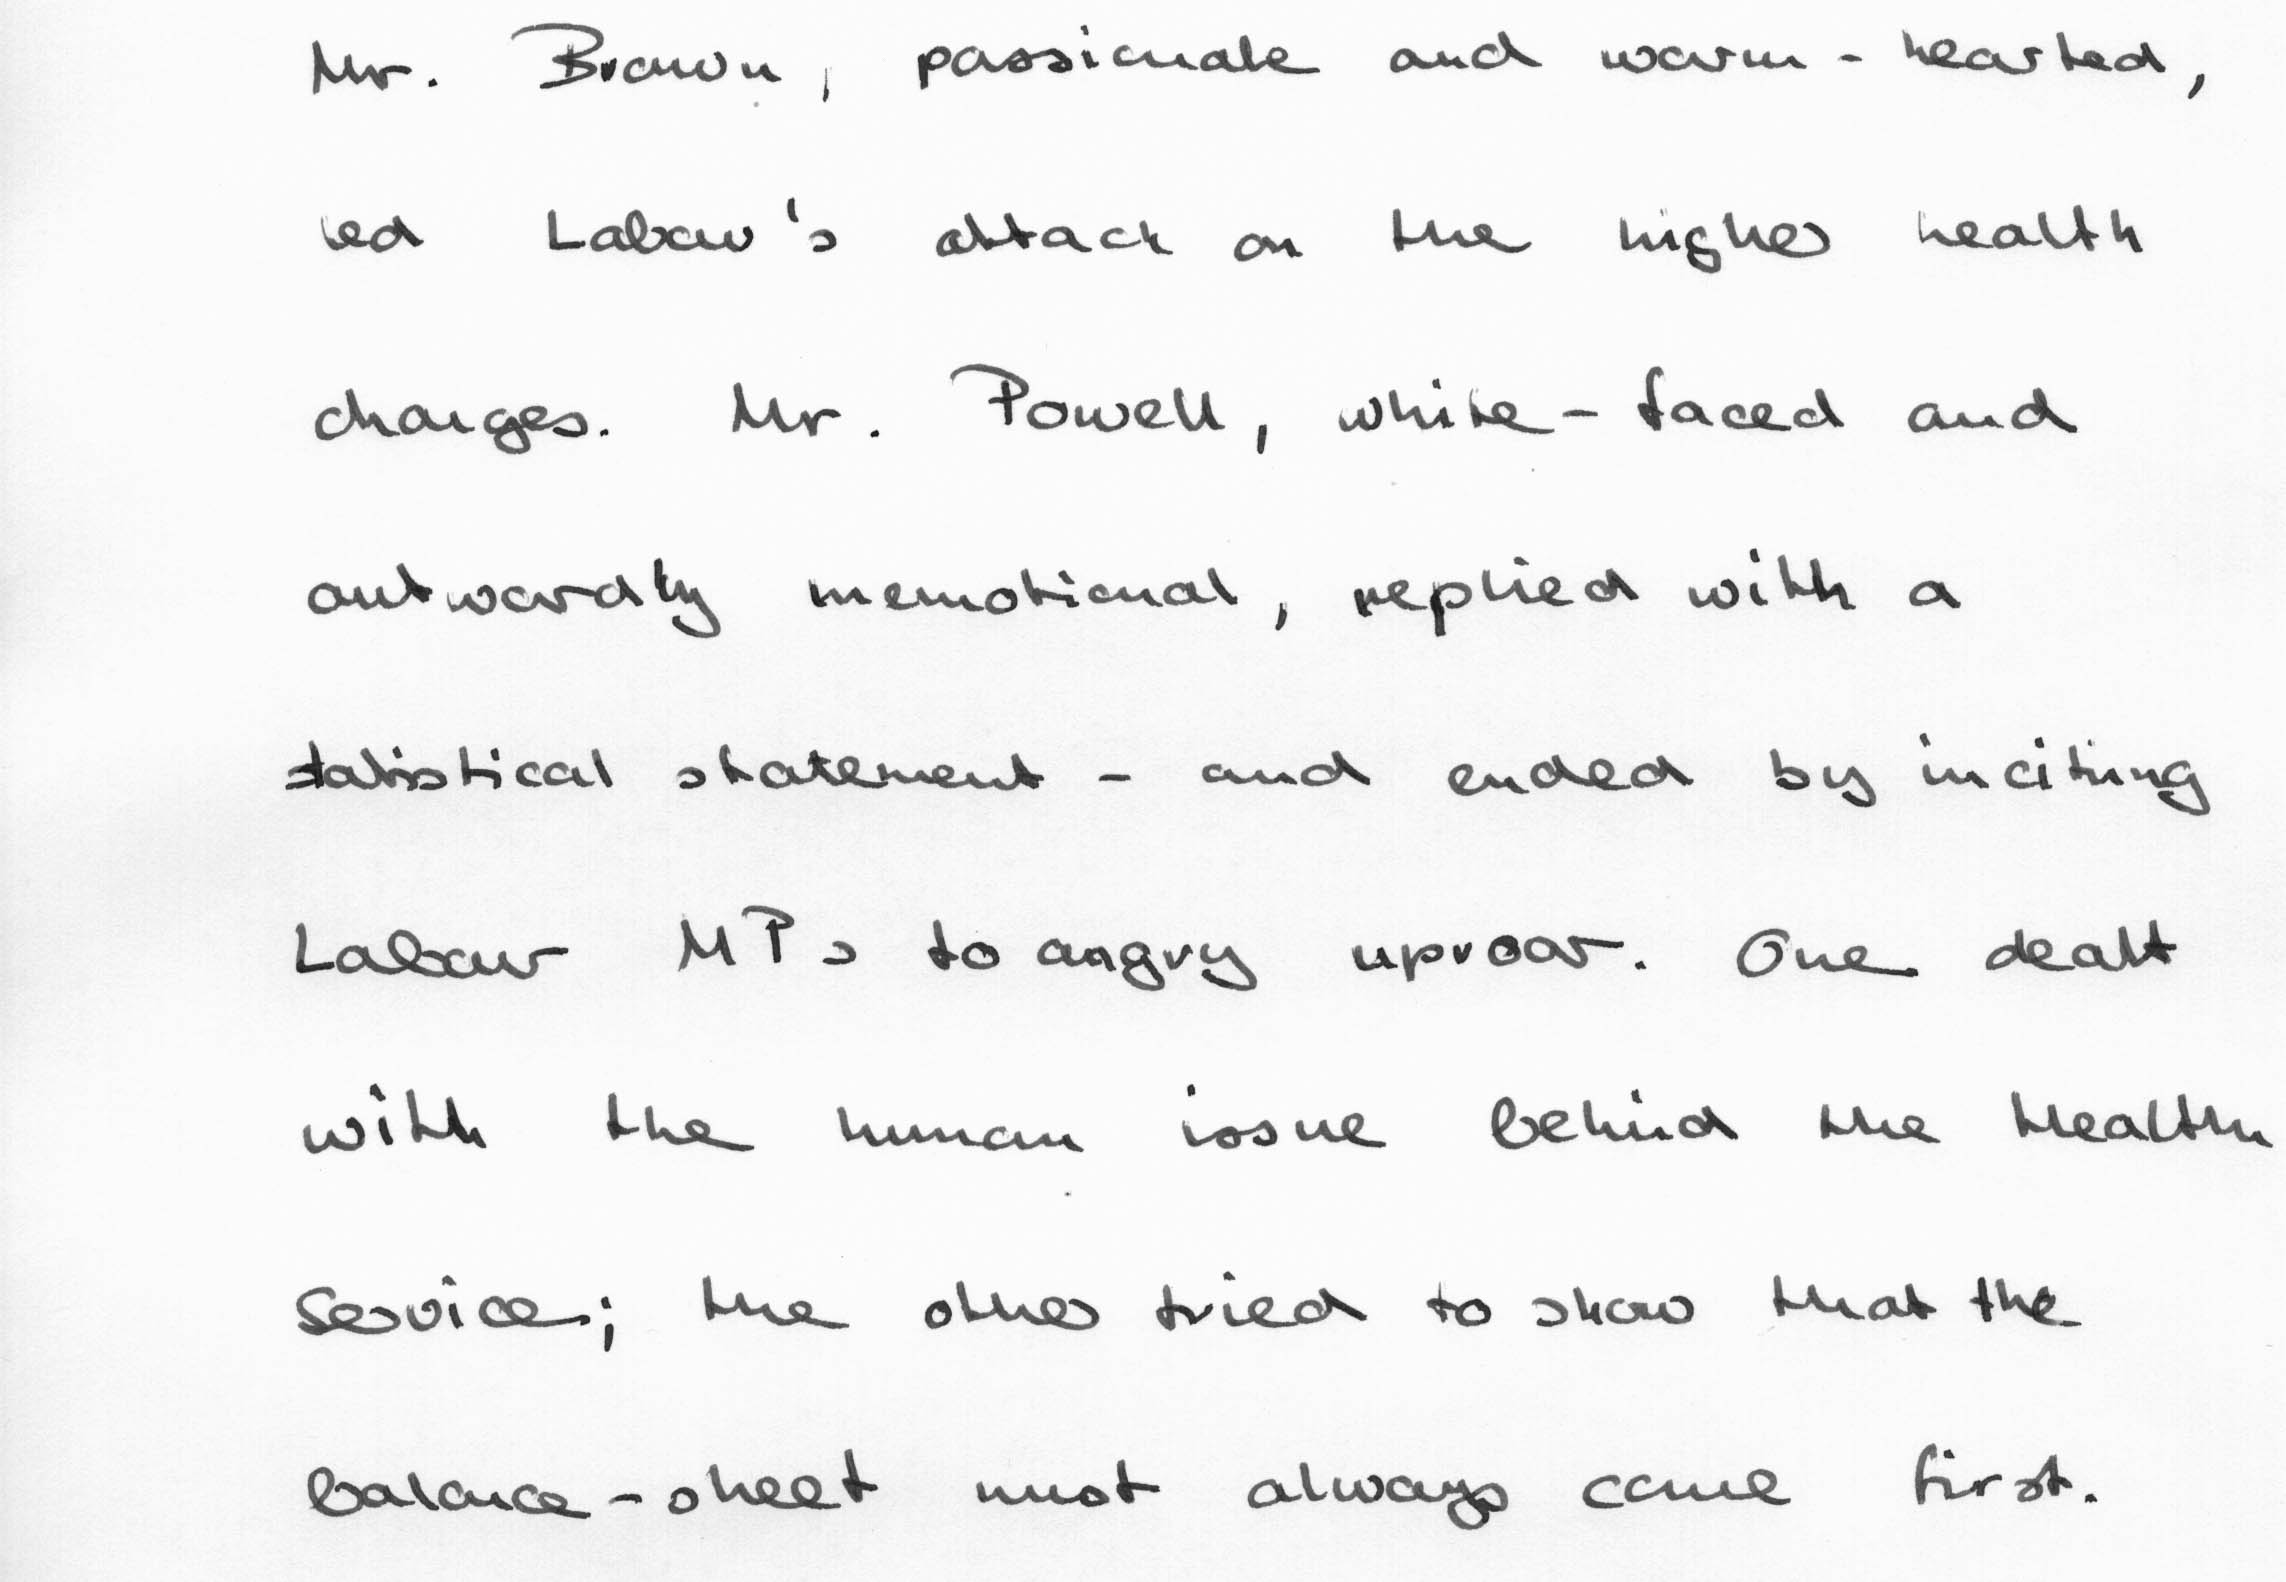 Mr. Brown, passionate and warm-hearted,
led Labour's attack on the higher health
charges. Mr. Powell, white-faced and
outwardly unemotional, replied with a
statistical statement - and ended by inciting
Labour MPs to angry uproar. One dealt
with the human issue behind the Health
Service; the other tried to show that the
balance-sheet must always come first.